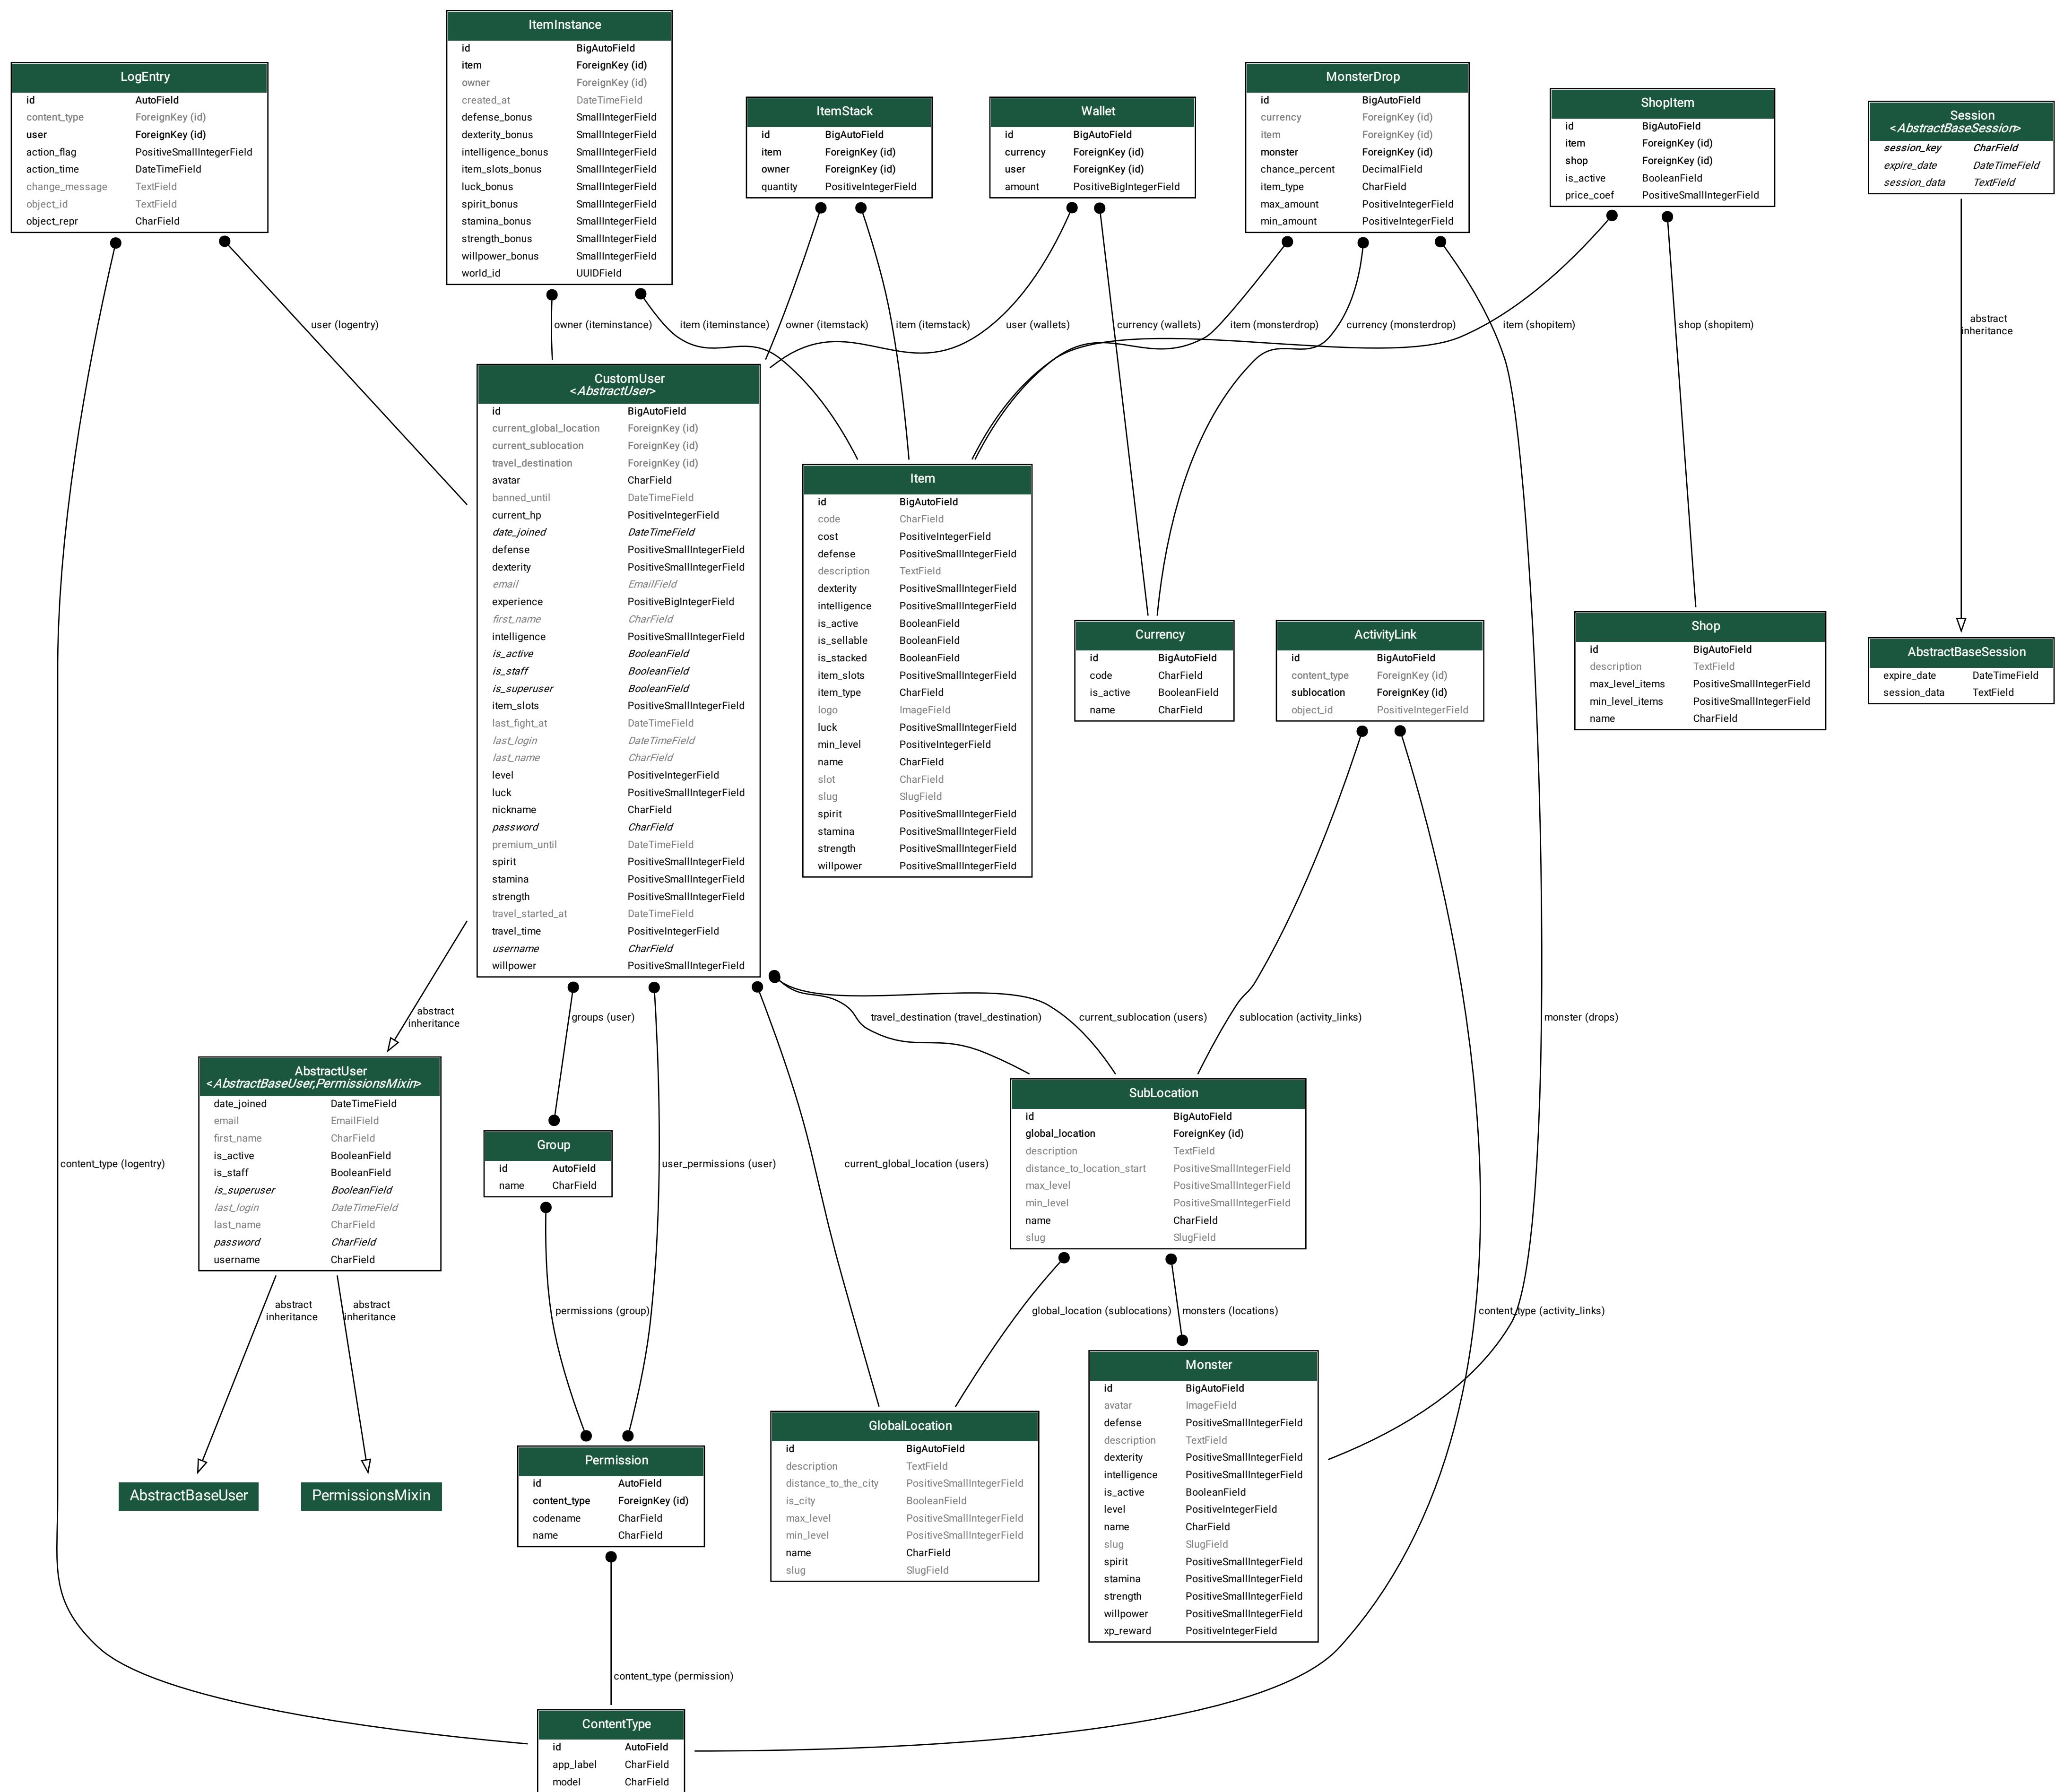 ItemInstance
id BigAutoField
item ForeignKey (id)
owner ForeignKey (id)
created_at DateTimeField
defense_bonus SmallIntegerField
dexterity_bonus SmallIntegerField
intelligence_bonus SmallIntegerField
item_slots_bonus SmallIntegerField
luck_bonus SmallIntegerField
spirit_bonus SmallIntegerField
stamina_bonus SmallIntegerField
strength_bonus SmallIntegerField
willpower_bonus SmallIntegerField
world_id UUIDField
LogEntry
id AutoField
content_type ForeignKey (id)
user ForeignKey (id)
action_flag PositiveSmallIntegerField
action_time DateTimeField
change_message TextField
object_id TextField
object_repr CharField
ItemStack
id BigAutoField
item ForeignKey (id)
owner ForeignKey (id)
quantity PositiveIntegerField
Wallet
id BigAutoField
currency ForeignKey (id)
user ForeignKey (id)
amount PositiveBigIntegerField
MonsterDrop
id BigAutoField
currency ForeignKey (id)
item ForeignKey (id)
monster ForeignKey (id)
chance_percent DecimalField
item_type CharField
max_amount PositiveIntegerField
min_amount PositiveIntegerField
ShopItem
id BigAutoField
item ForeignKey (id)
shop ForeignKey (id)
is_active BooleanField
price_coef PositiveSmallIntegerField
Session
<AbstractBaseSession>
session_key CharField
expire_date DateTimeField
session_data TextField
user (logentry)
owner (iteminstance)
item (iteminstance)
owner (itemstack)
item (itemstack)
user (wallets)
currency (wallets)
item (monsterdrop)
currency (monsterdrop)
item (shopitem)
shop (shopitem)
abstract
inheritance
CustomUser
<AbstractUser>
id BigAutoField
current_global_location ForeignKey (id)
current_sublocation ForeignKey (id)
travel_destination ForeignKey (id)
avatar CharField
banned_until DateTimeField
current_hp PositiveIntegerField
date_joined DateTimeField
defense PositiveSmallIntegerField
dexterity PositiveSmallIntegerField
email EmailField
experience PositiveBigIntegerField
first_name CharField
intelligence PositiveSmallIntegerField
is_active BooleanField
is_staff BooleanField
is_superuser BooleanField
item_slots PositiveSmallIntegerField
last_fight_at DateTimeField
last_login DateTimeField
last_name CharField
level PositiveIntegerField
luck PositiveSmallIntegerField
nickname CharField
password CharField
premium_until DateTimeField
spirit PositiveSmallIntegerField
stamina PositiveSmallIntegerField
strength PositiveSmallIntegerField
travel_started_at DateTimeField
travel_time PositiveIntegerField
username CharField
willpower PositiveSmallIntegerField
Item
id BigAutoField
code CharField
cost PositiveIntegerField
defense PositiveSmallIntegerField
description TextField
dexterity PositiveSmallIntegerField
intelligence PositiveSmallIntegerField
is_active BooleanField
is_sellable BooleanField
is_stacked BooleanField
item_slots PositiveSmallIntegerField
item_type CharField
logo ImageField
luck PositiveSmallIntegerField
min_level PositiveIntegerField
name CharField
slot CharField
slug SlugField
spirit PositiveSmallIntegerField
stamina PositiveSmallIntegerField
strength PositiveSmallIntegerField
willpower PositiveSmallIntegerField
Currency
id BigAutoField
code CharField
is_active BooleanField
name CharField
ActivityLink
id BigAutoField
content_type ForeignKey (id)
sublocation ForeignKey (id)
object_id PositiveIntegerField
Shop
id BigAutoField
description TextField
max_level_items PositiveSmallIntegerField
min_level_items PositiveSmallIntegerField
name CharField
AbstractBaseSession
expire_date DateTimeField
session_data TextField
abstract
inheritance
groups (user)
travel_destination (travel_destination)
current_sublocation (users)
sublocation (activity_links)
monster (drops)
AbstractUser
<AbstractBaseUser,PermissionsMixin>
date_joined DateTimeField
email EmailField
first_name CharField
is_active BooleanField
is_staff BooleanField
is_superuser BooleanField
last_login DateTimeField
last_name CharField
password CharField
username CharField
Group
id AutoField
name CharField
SubLocation
id BigAutoField
global_location ForeignKey (id)
description TextField
distance_to_location_start PositiveSmallIntegerField
max_level PositiveSmallIntegerField
min_level PositiveSmallIntegerField
name CharField
slug SlugField
content_type (logentry)
user_permissions (user)
current_global_location (users)
abstract
inheritance
abstract
inheritance
permissions (group)
global_location (sublocations)
monsters (locations)
content_type (activity_links)
AbstractBaseUser
PermissionsMixin
Permission
id AutoField
content_type ForeignKey (id)
codename CharField
name CharField
GlobalLocation
id BigAutoField
description TextField
distance_to_the_city PositiveSmallIntegerField
is_city BooleanField
max_level PositiveSmallIntegerField
min_level PositiveSmallIntegerField
name CharField
slug SlugField
Monster
id BigAutoField
avatar ImageField
defense PositiveSmallIntegerField
description TextField
dexterity PositiveSmallIntegerField
intelligence PositiveSmallIntegerField
is_active BooleanField
level PositiveIntegerField
name CharField
slug SlugField
spirit PositiveSmallIntegerField
stamina PositiveSmallIntegerField
strength PositiveSmallIntegerField
willpower PositiveSmallIntegerField
xp_reward PositiveIntegerField
content_type (permission)
ContentType
id AutoField
app_label CharField
model CharField